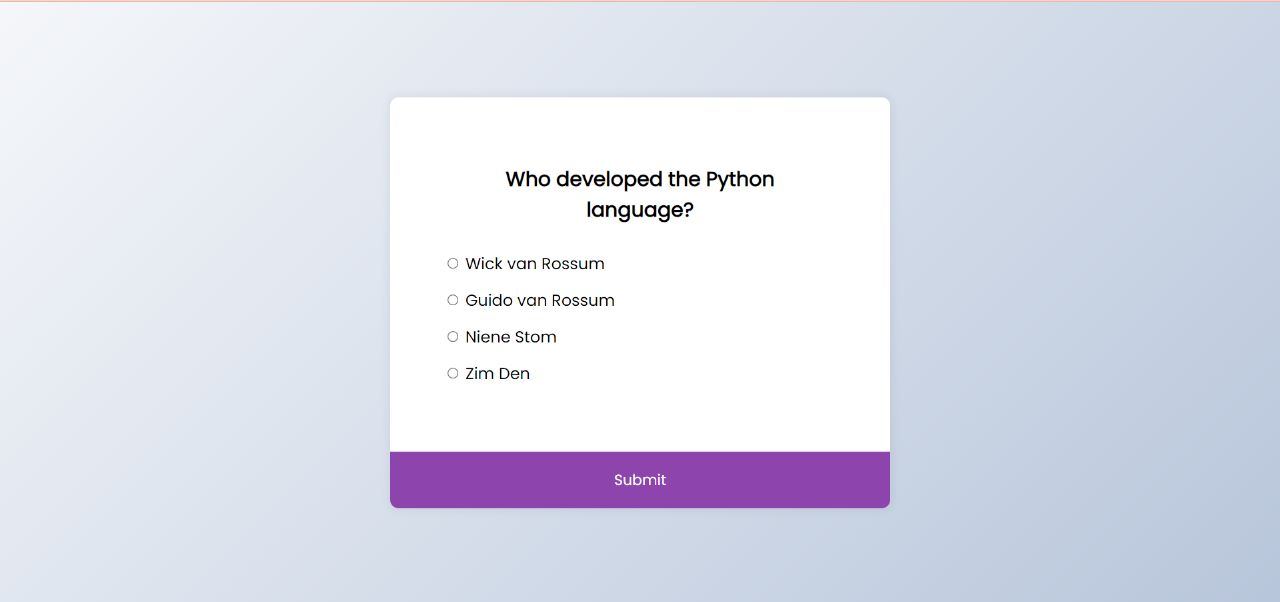 Who developed the Python
language?
Wick van Rossum
Guido van Rossum
Niene Stom
Zim Den
Submit